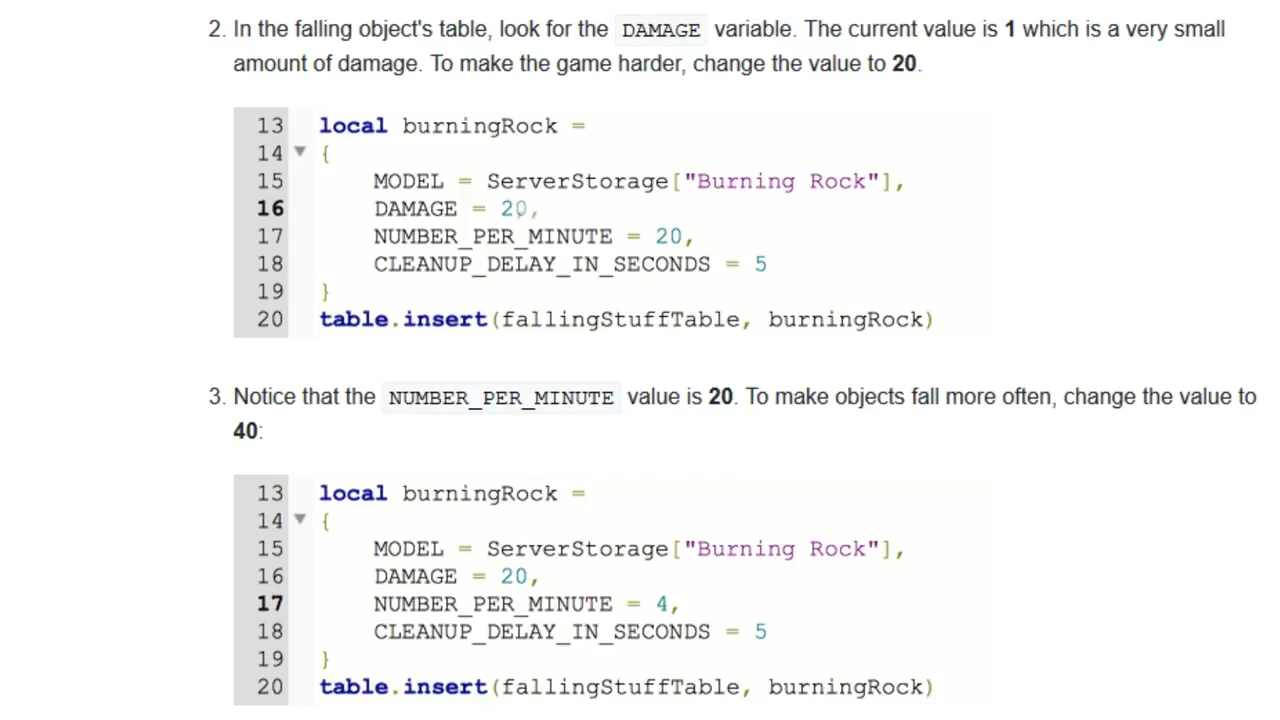 2. In the falling object's table, look for the DAMAGE variable. The current value is 1 which is a very small
amount of damage. To make the game harder, change the value to 20.
13 local burningRock =
14 {
15 MODEL = ServerStorage["Burning Rock"],
16 DAMAGE = 20,
17 NUMBER_PER_MINUTE = 20,
18 CLEANUP_DELAY_IN_SECONDS = 5
19 }
20 table.insert(fallingStuffTable, burningRock)
3. Notice that the NUMBER_PER_MINUTE value is 20. To make objects fall more often, change the value to
40:
13 local burningRock =
14 {
15 MODEL = ServerStorage["Burning Rock"],
16 DAMAGE = 20,
17 NUMBER_PER_MINUTE = 4,
18 CLEANUP_DELAY_IN_SECONDS = 5
19 }
20 table.insert(fallingStuffTable, burningRock)